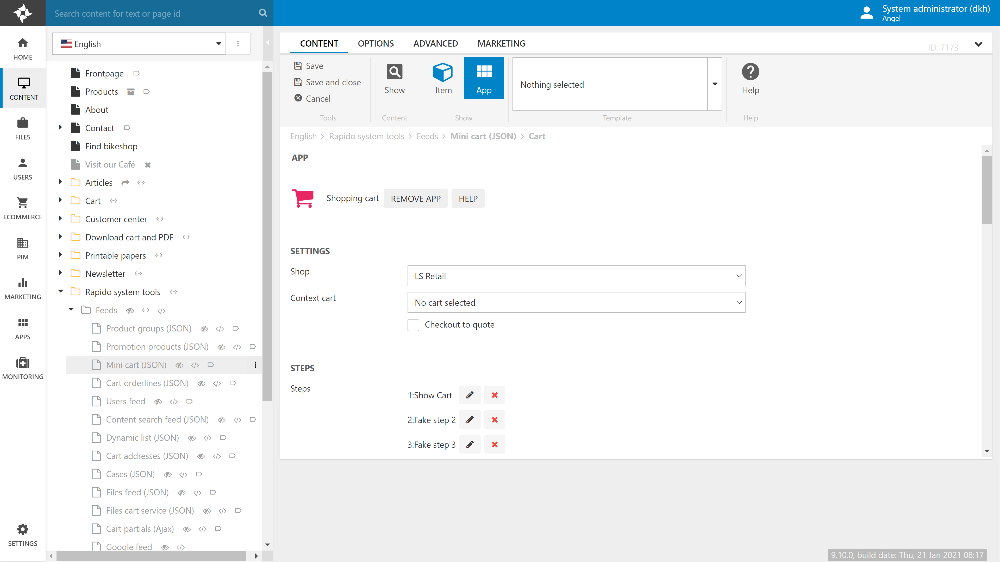 Search content for text or page id
System administrator (dkh)
Angel
HOME
CONTENT
FILES
USERS
ECOMMERCE
PIM
MARKETING
APPS
MONITORING
SETTINGS
English
Frontpage
Products
About
Contact
Find bikeshop
Visit our Café
Articles
Cart
Customer center
Download cart and PDF
Printable papers
Newsletter
Rapido system tools
Feeds
Product groups (JSON)
Promotion products (JSON)
Mini cart (JSON)
Cart orderlines (JSON)
Users feed
Content search feed (JSON)
Dynamic list (JSON)
Cart addresses (JSON)
Cases (JSON)
Files feed (JSON)
Files cart service (JSON)
Cart partials (Ajax)
Google feed
CONTENT OPTIONS ADVANCED MARKETING
ID: 7173
Save
Save and close
Cancel
Tools
Show
Content
Item App
Show
Nothing selected
Template
Help
Help
English > Rapido system tools > Feeds > Mini cart (JSON) > Cart
APP
Shopping cart REMOVE APP HELP
SETTINGS
Shop LS Retail
Context cart No cart selected
Checkout to quote
STEPS
Steps 1:Show Cart
2:Fake step 2
3:Fake step 3
9.10.0, build date: Thu, 21 Jan 2021 08:17